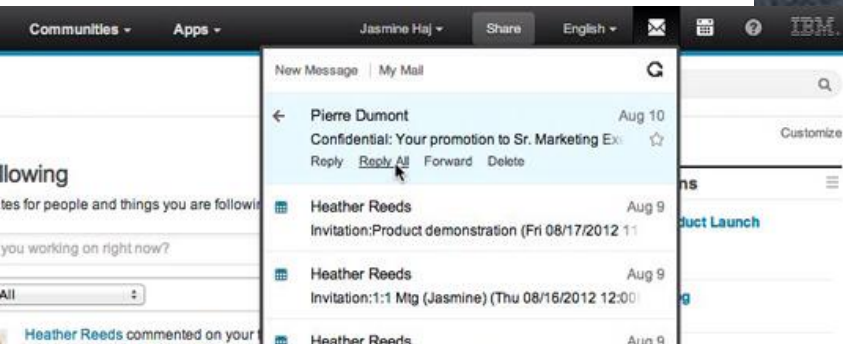 Communities Apps Jasmine Haj Share English IBM.
New Message | My Mail
Customize
Pierre Dumont Aug 10
Confidential: Your promotion to Sr. Marketing Ex
Reply Reply All Forward Delete
llowing
tes for people and things you are followin
you working on right now?
All
Heather Reeds commented on your
Heather Reeds Aug 9
Invitation:Product demonstration (Fri 08/17/2012 11
Heather Reeds Aug 9
Invitation:1:1 Mtg (Jasmine) (Thu 08/16/2012 12:00
Heather Reeds Aug 9
ns
duct Launch
g